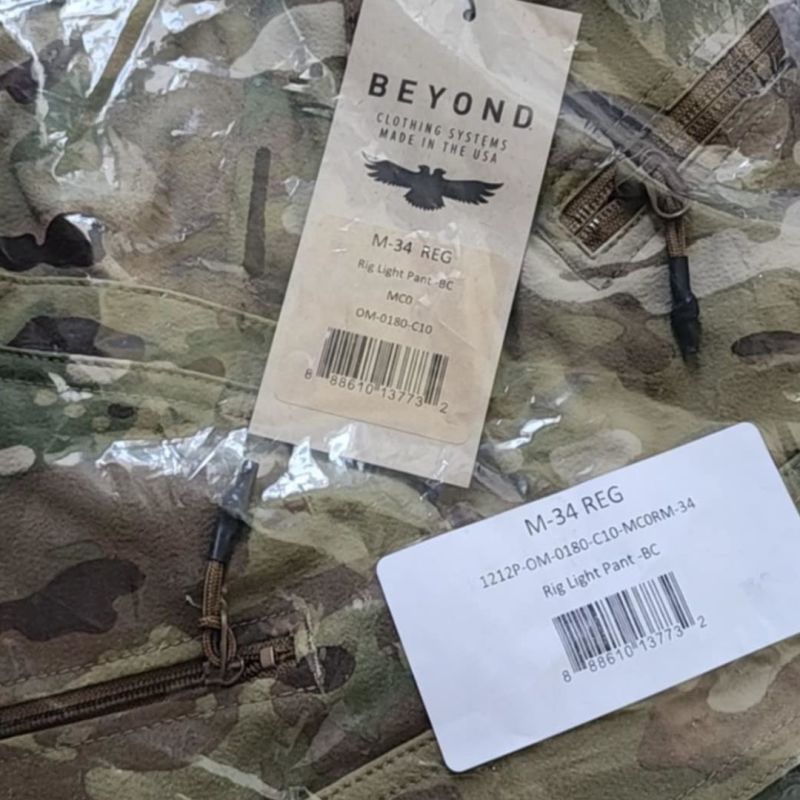 BEYOND
CLOTHING SYSTEMS
MADE IN THE USA
M-34 REG
Rig Light Pant -BC
MC0
OM-0180-C10
8 88610 13773 2
M-34 REG
1212P-OM-0180-C10-MC0RM-34
Rig Light Pant -BC
8 88610 13773 2